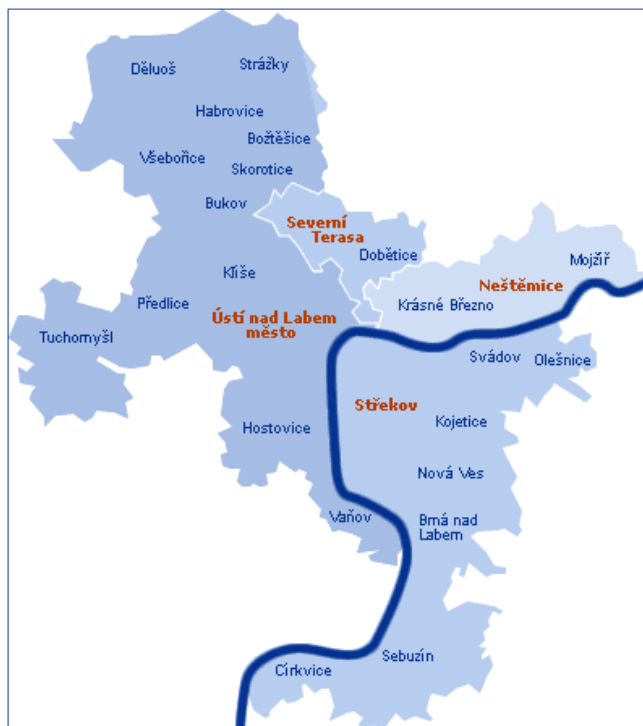 Strážky
Děluoš
Habrovice
Božtěšice
Všebořice
Skorotice
Bukov
Severní
Terasa
Dobětice
Mojžíř
Klíše
Neštěmice
Předlice
Krásné Březno
Ústí nad Labem
město
Tuchomyšl
Svádov
Olešnice
Střekov
Kojetice
Hostovice
Nová Ves
Vaňov
Brná nad
Labem
Sebuzín
Církvice